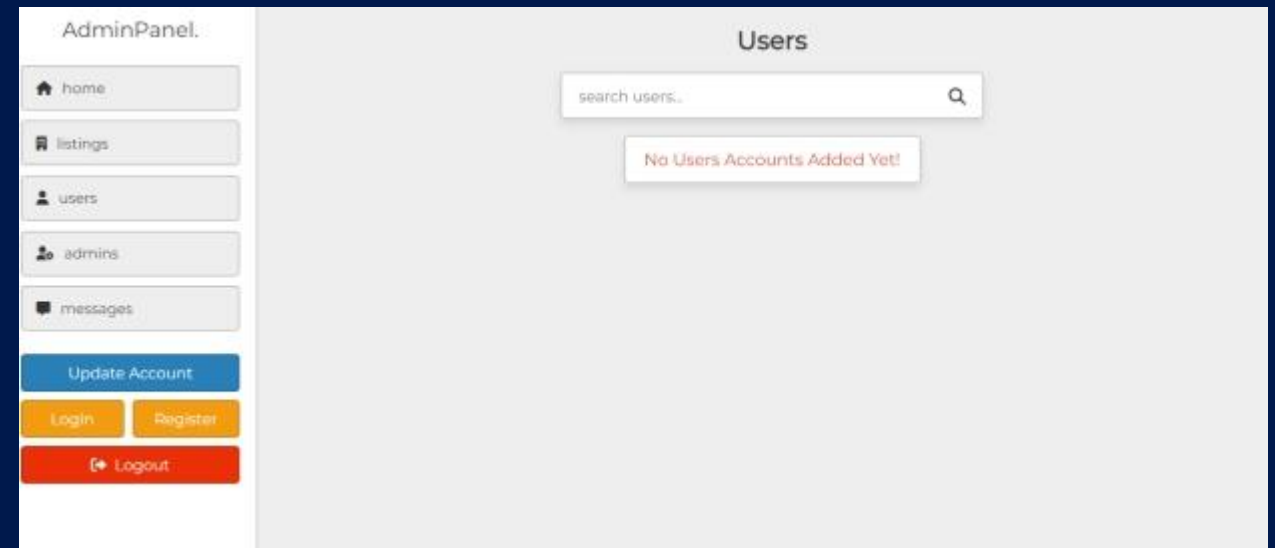 AdminPanel.
home
listings
users
admins
messages
Update Account
Login Register
Logout
Users
search users..
No Users Accounts Added Yet!